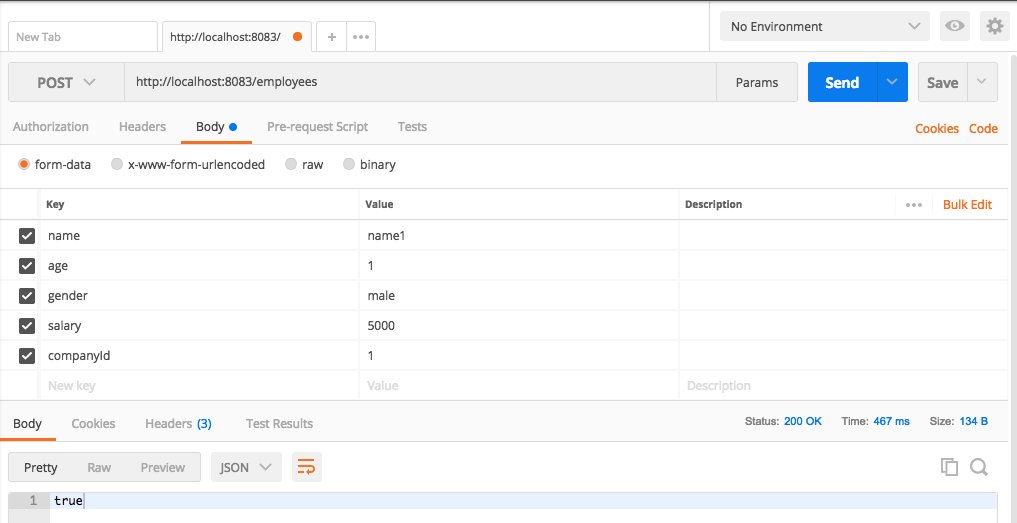 New Tab
http://localhost:8083/
No Environment
POST
http://localhost:8083/employees
Params
Send
Save
Authorization Headers Body Pre-request Script Tests
Cookies Code
form-data x-www-form-urlencoded raw binary
Key Value Description Bulk Edit
name name1
age 1
gender male
salary 5000
companyId 1
New key Value Description
Body Cookies Headers (3) Test Results Status: 200 OK Time: 467 ms Size: 134 B
Pretty Raw Preview JSON
1 true